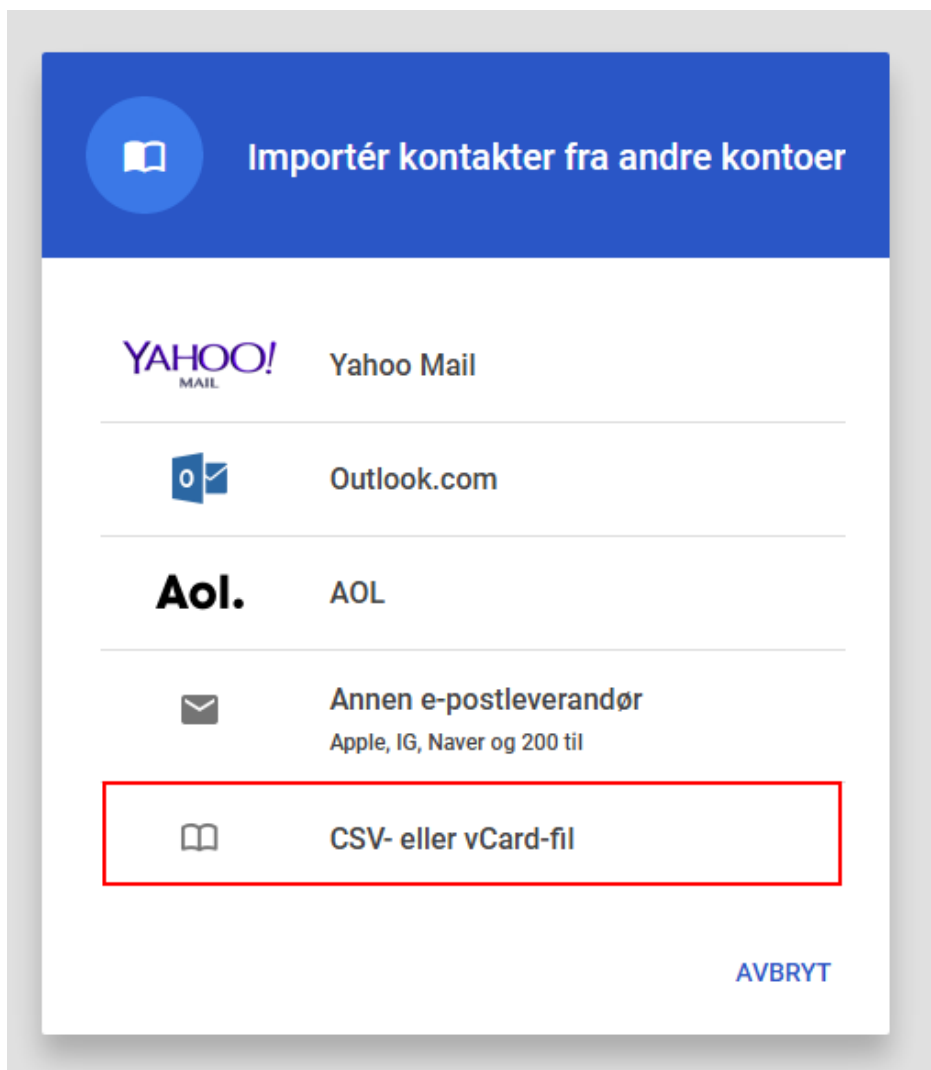 Importér kontakter fra andre kontoer
YAHOO!
MAIL
Yahoo Mail
O
Outlook.com
Aol.
AOL
Annen e-postleverandør
Apple, IG, Naver og 200 til
CSV- eller vCard-fil
AVBRYT